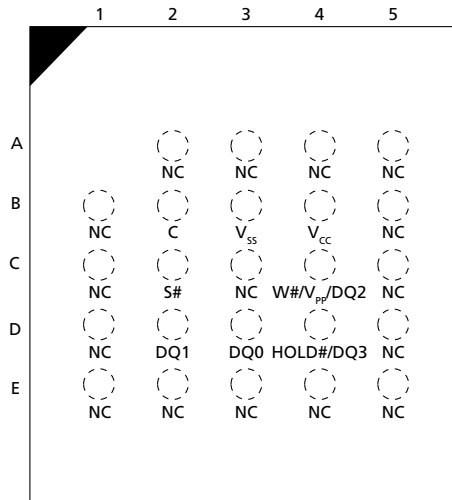 1 2 3 4 5
A
NC NC NC NC
B
NC C V_SS V_CC NC
C
NC S# NC W#/V_PP/DQ2 NC
D
NC DQ1 DQ0 HOLD#/DQ3 NC
E
NC NC NC NC NC